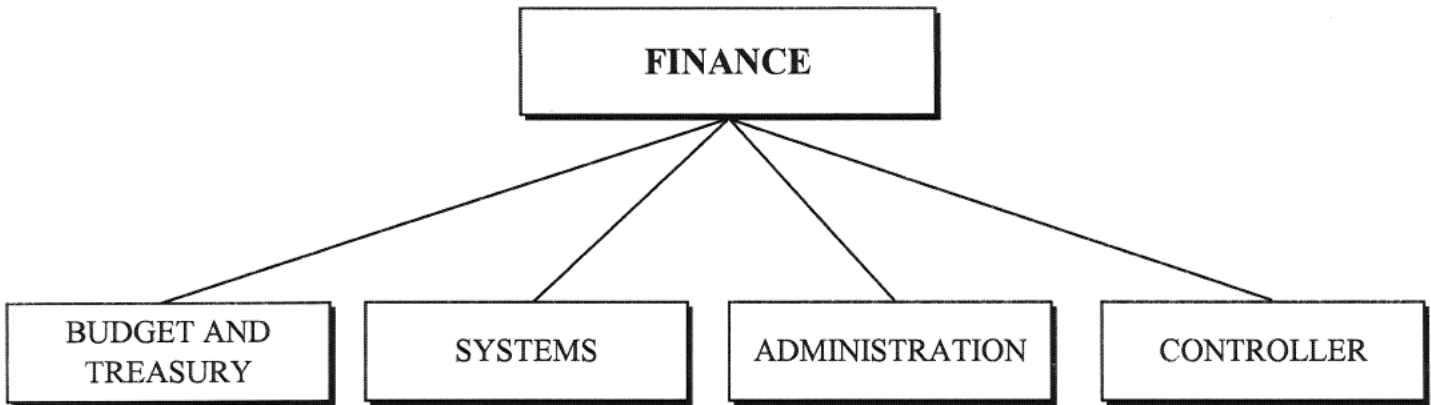 FINANCE
BUDGET AND
TREASURY
SYSTEMS
ADMINISTRATION
CONTROLLER